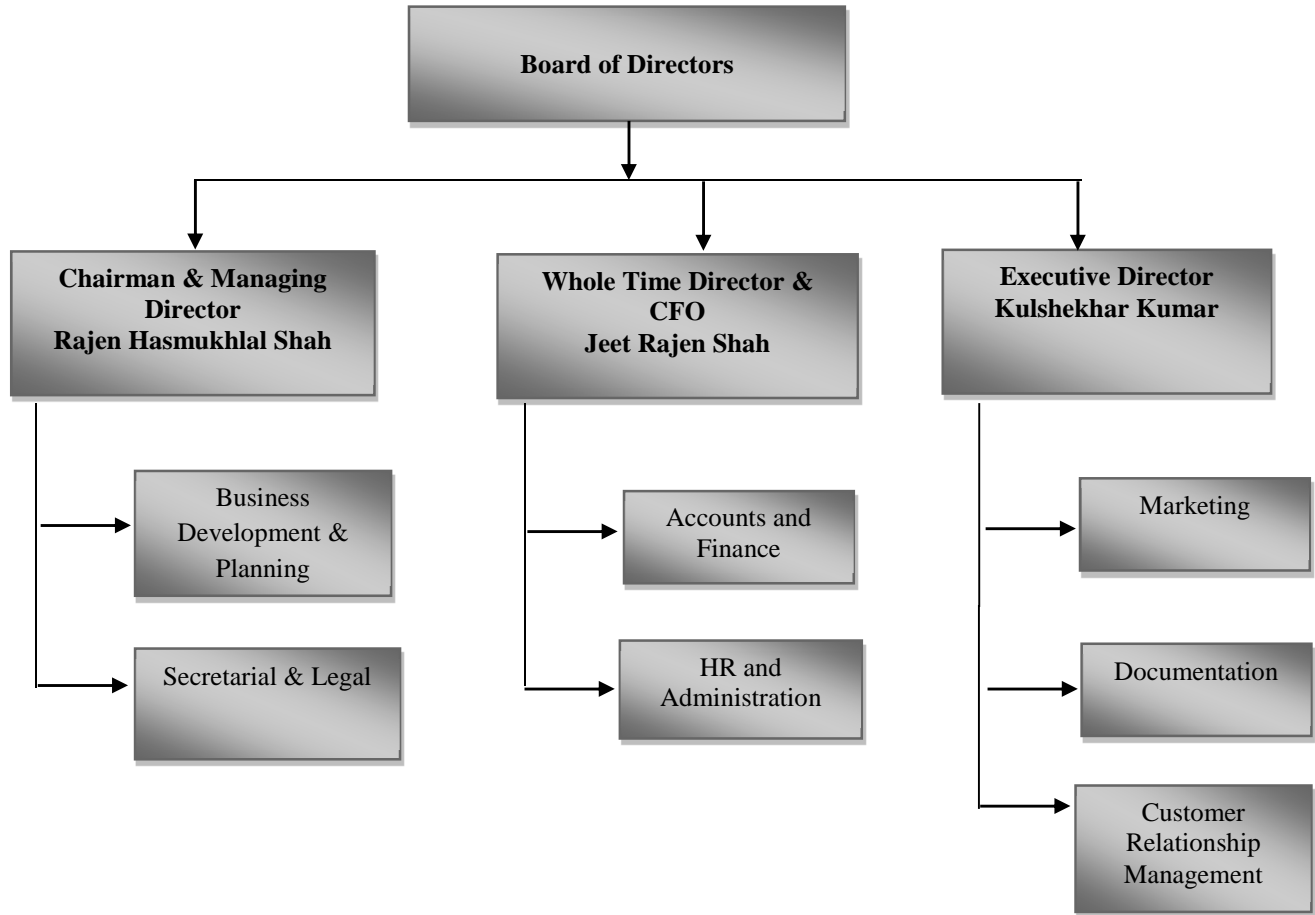 Board of Directors
Chairman & Managing
Director
Rajen Hasmukhlal Shah
Whole Time Director &
CFO
Jeet Rajen Shah
Executive Director
Kulshekhar Kumar
Business
Development &
Planning
Secretarial & Legal
Accounts and
Finance
HR and
Administration
Marketing
Documentation
Customer
Relationship
Management